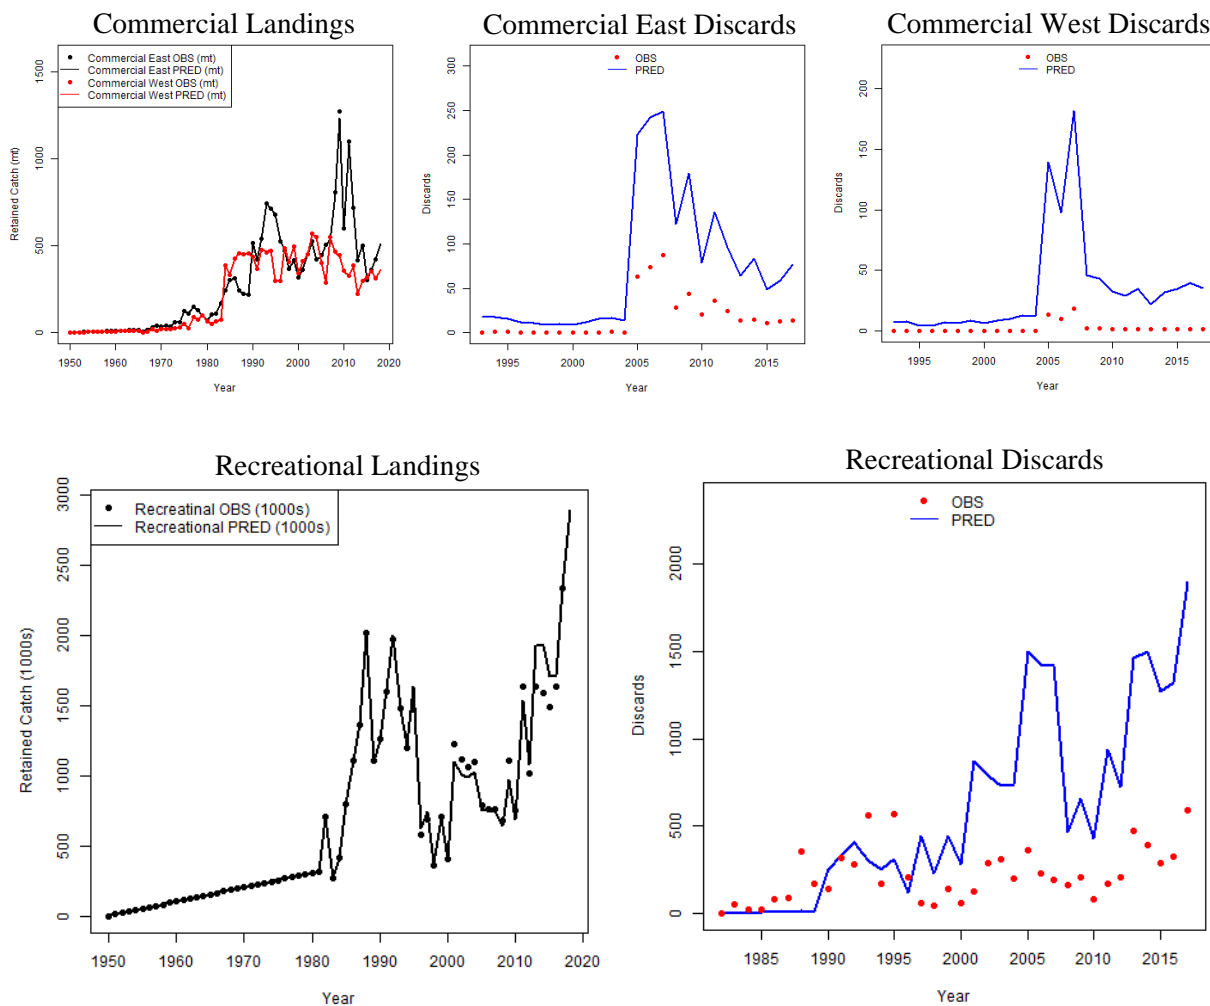 Commercial Landings
Commercial East OBS (mt)
Commercial East PRED (mt)
Commercial West OBS (mt)
Commercial West PRED (mt)
Retained Catch (mt)
0 500 1000 1500
1950 1960 1970 1980 1990 2000 2010 2020
Year
Commercial East Discards
OBS
PRED
Discards
0 50 100 150 200 250 300
1995 2000 2005 2010 2015
Year
Commercial West Discards
OBS
PRED
Discards
0 50 100 150 200
1995 2000 2005 2010 2015
Year
Recreational Landings
Recreatinal OBS (1000s)
Recreational PRED (1000s)
Retained Catch (1000s)
0 500 1000 1500 2000 2500 3000
1950 1960 1970 1980 1990 2000 2010 2020
Year
Recreational Discards
OBS
PRED
Discards
0 500 1000 1500 2000
1985 1990 1995 2000 2005 2010 2015
Year